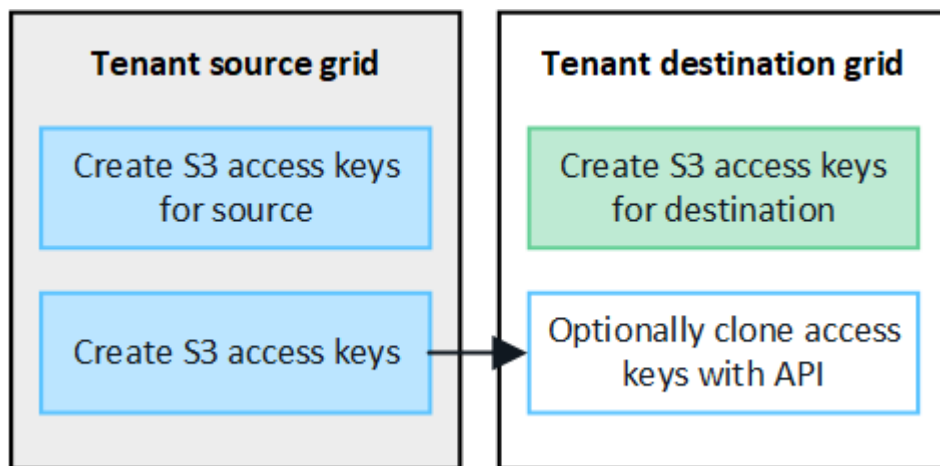 Tenant source grid
Create S3 access keys
for source
Create S3 access keys
Tenant destination grid
Create S3 access keys
for destination
Optionally clone access
keys with API